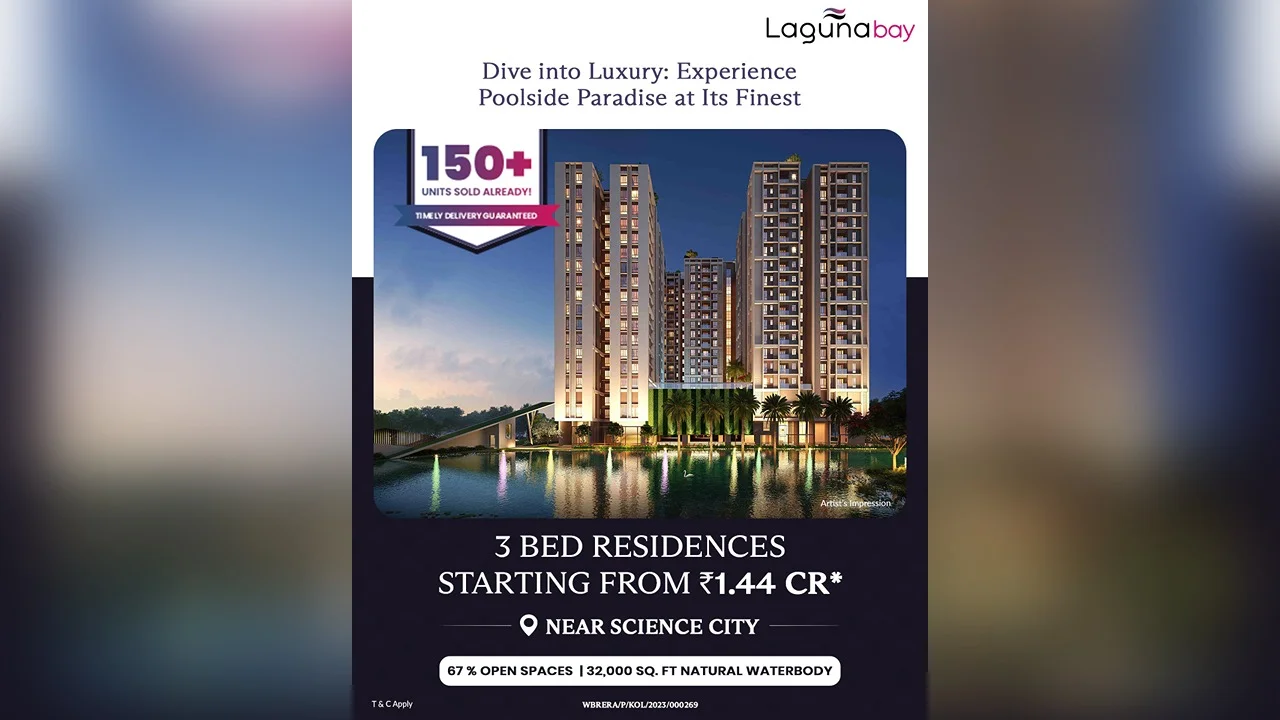 Lagunabay
Dive into Luxury: Experience
Poolside Paradise at Its Finest
150+
UNITS SOLD ALREADY!
TIMELY DELIVERY GUARANTEED
Artist's Impression
3 BED RESIDENCES
STARTING FROM ₹1.44 CR*
NEAR SCIENCE CITY
67 % OPEN SPACES | 32,000 SQ. FT NATURAL WATERBODY
T & C Apply
WBRERA/P/KOL/2023/000269